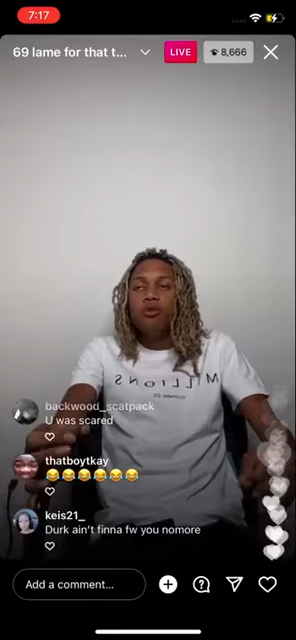 7:17
69 lame for that t...
LIVE
8,666
MILLIONS
backwood_scatpack
U was scared
thatboytkay
😂😂😂😂😂😂
keis21_
Durk ain't finna fw you nomore
Add a comment...